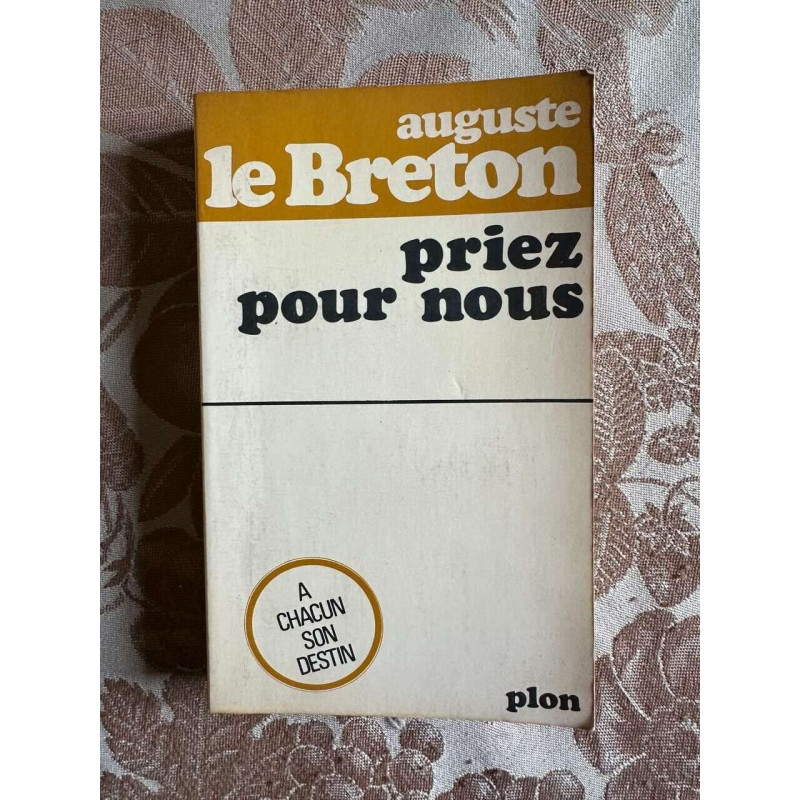 auguste
le Breton
priez
pour nous
A
CHACUN
SON
DESTIN
plon